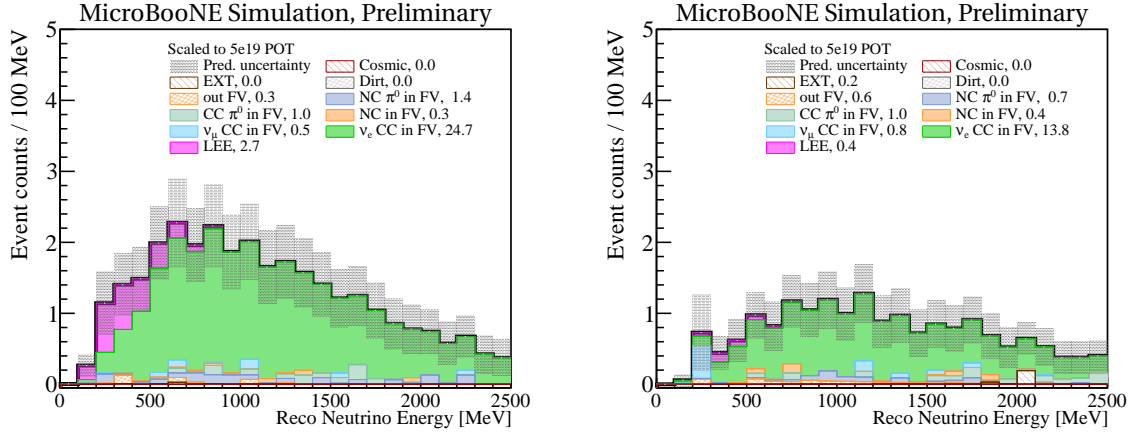 MicroBooNE Simulation, Preliminary
Event counts / 100 MeV
5
4
3
2
1
0
Scaled to 5e19 POT
Pred. uncertainty Cosmic, 0.0
EXT, 0.0 Dirt, 0.0
out FV, 0.3 NC π⁰ in FV, 1.4
CC π⁰ in FV, 1.0 NC in FV, 0.3
νμ CC in FV, 0.5 νe CC in FV, 24.7
LEE, 2.7
0 500 1000 1500 2000 2500
Reco Neutrino Energy [MeV]
MicroBooNE Simulation, Preliminary
Event counts / 100 MeV
5
4
3
2
1
0
Scaled to 5e19 POT
Pred. uncertainty Cosmic, 0.0
EXT, 0.2 Dirt, 0.0
out FV, 0.6 NC π⁰ in FV, 0.7
CC π⁰ in FV, 1.0 NC in FV, 0.4
νμ CC in FV, 0.8 νe CC in FV, 13.8
LEE, 0.4
0 500 1000 1500 2000 2500
Reco Neutrino Energy [MeV]